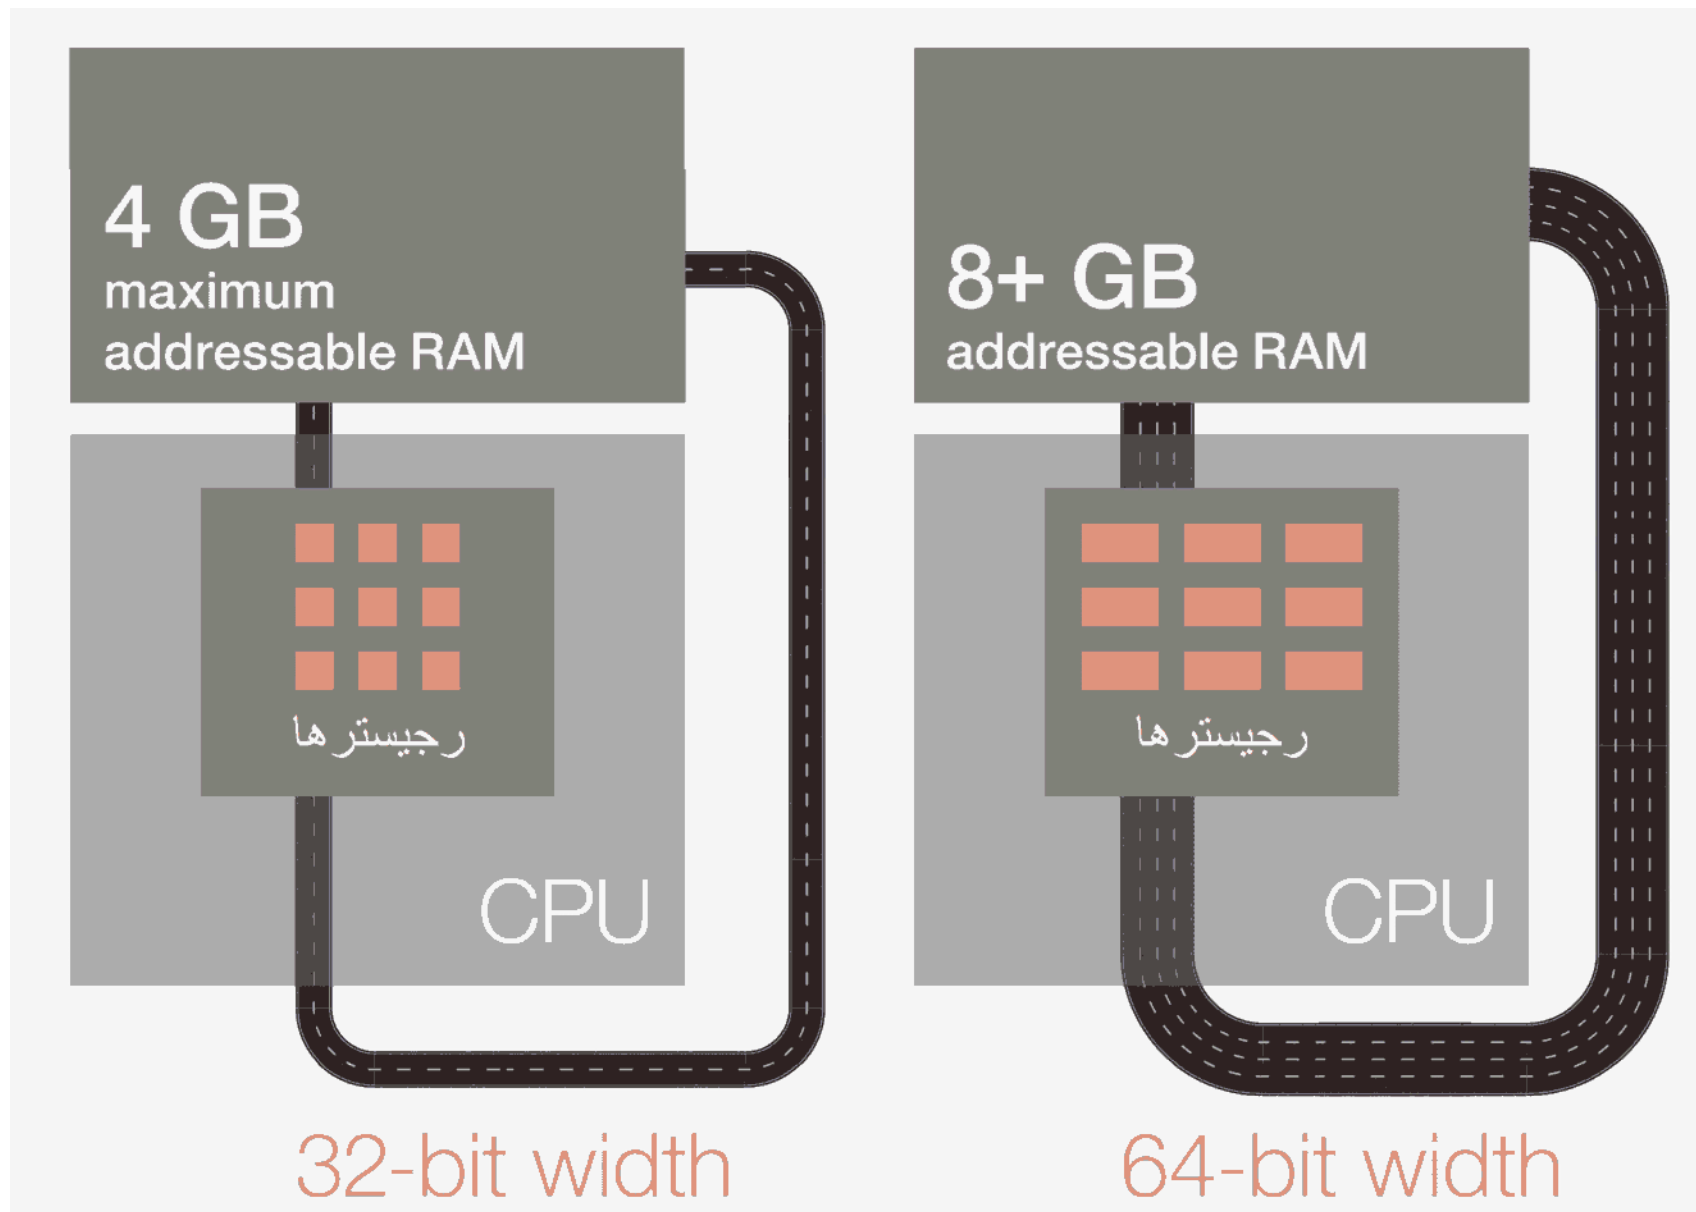 4 GB
maximum
addressable RAM
رجیسترها
CPU
32-bit width
8+ GB
addressable RAM
رجیسترها
CPU
64-bit width